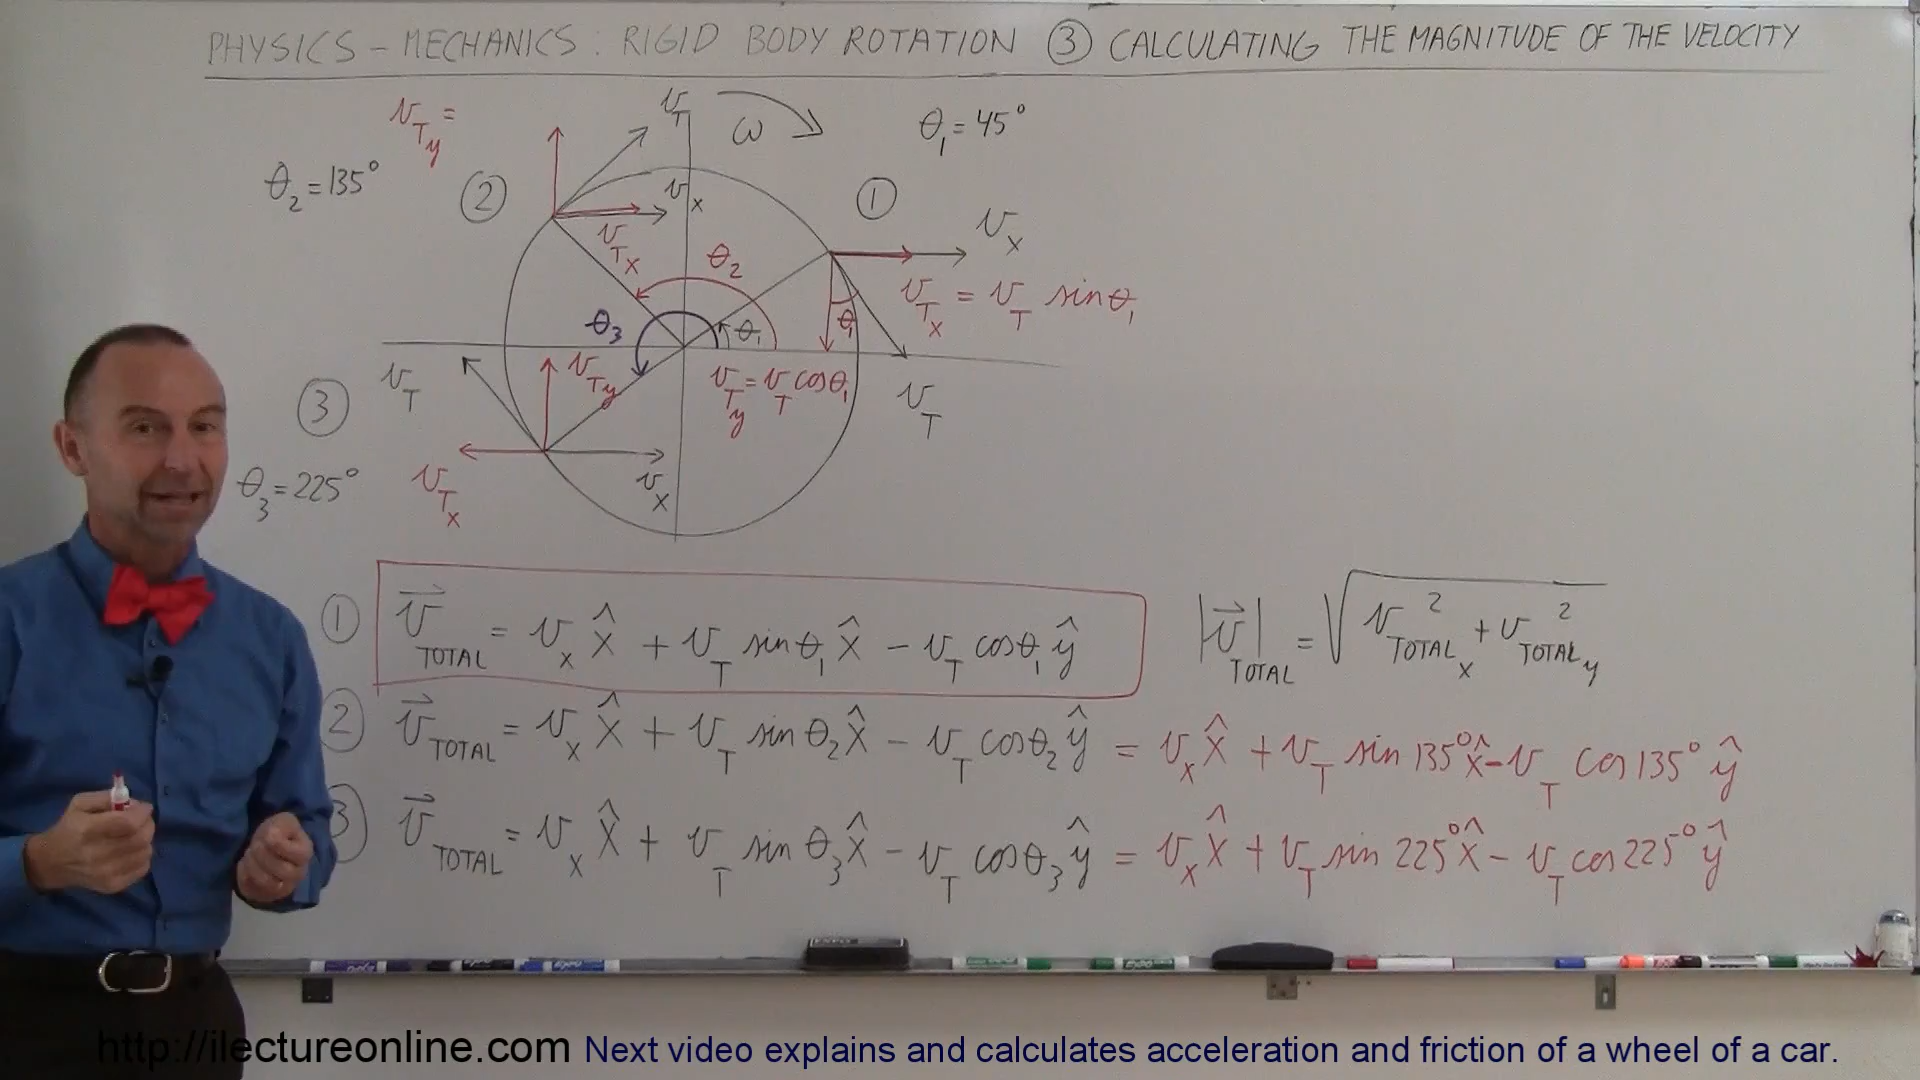 PHYSICS - MECHANICS: RIGID BODY ROTATION ③ CALCULATING THE MAGNITUDE OF THE VELOCITY
v_Ty =
v_T
ω
θ₁ = 45°
θ₂ = 135°
②
v_x
①
v_x
v_Tx
θ₂
v_Tx = v_T sin θ₁
θ₃
θ₁
θ₁
v_T
v_Ty
v_Ty = v_T cos θ₁
v_T
③
θ₃ = 225°
v_Tx
v_x
① v⃗_TOTAL = v_x x̂ + v_T sin θ₁ x̂ - v_T cos θ₁ ŷ
|v⃗|_TOTAL = √(v_TOTALx² + v_TOTALy²)
② v⃗_TOTAL = v_x x̂ + v_T sin θ₂ x̂ - v_T cos θ₂ ŷ = v_x x̂ + v_T sin 135° x̂ - v_T cos 135° ŷ
③ v⃗_TOTAL = v_x x̂ + v_T sin θ₃ x̂ - v_T cos θ₃ ŷ = v_x x̂ + v_T sin 225° x̂ - v_T cos 225° ŷ
http://ilectureonline.com Next video explains and calculates acceleration and friction of a wheel of a car.